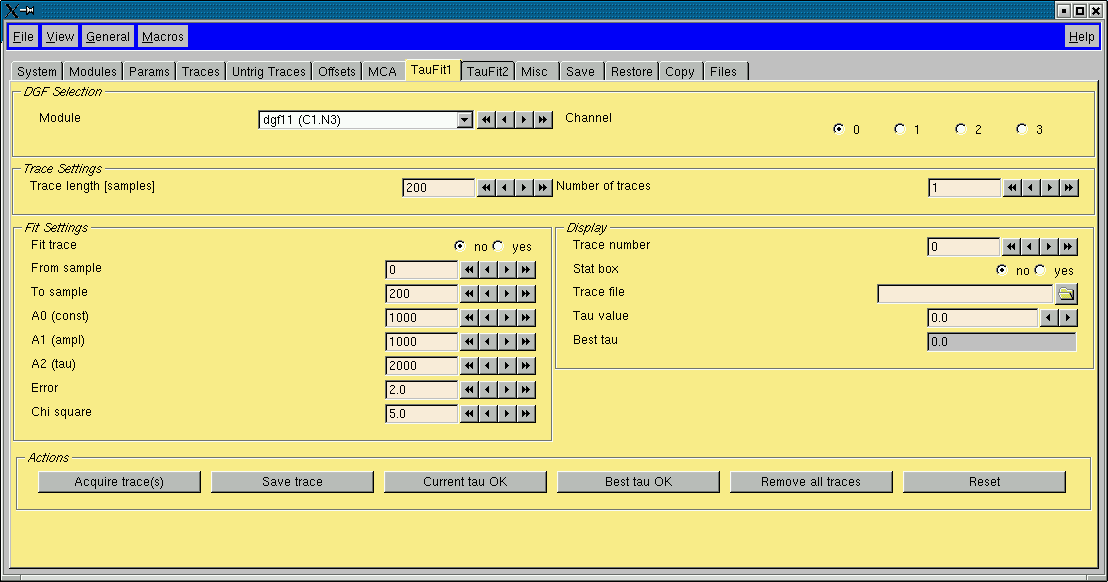 File View General Macros Help
System Modules Params Traces Untrig Traces Offsets MCA TauFit1 TauFit2 Misc Save Restore Copy Files
DGF Selection
Module dgf11 (C1.N3) Channel 0 1 2 3
Trace Settings
Trace length [samples] 200 Number of traces 1
Fit Settings
Fit trace no yes
From sample 0
To sample 200
A0 (const) 1000
A1 (ampl) 1000
A2 (tau) 2000
Error 2.0
Chi square 5.0
Display
Trace number 0
Stat box no yes
Trace file
Tau value 0.0
Best tau 0.0
Actions
Acquire trace(s) Save trace Current tau OK Best tau OK Remove all traces Reset